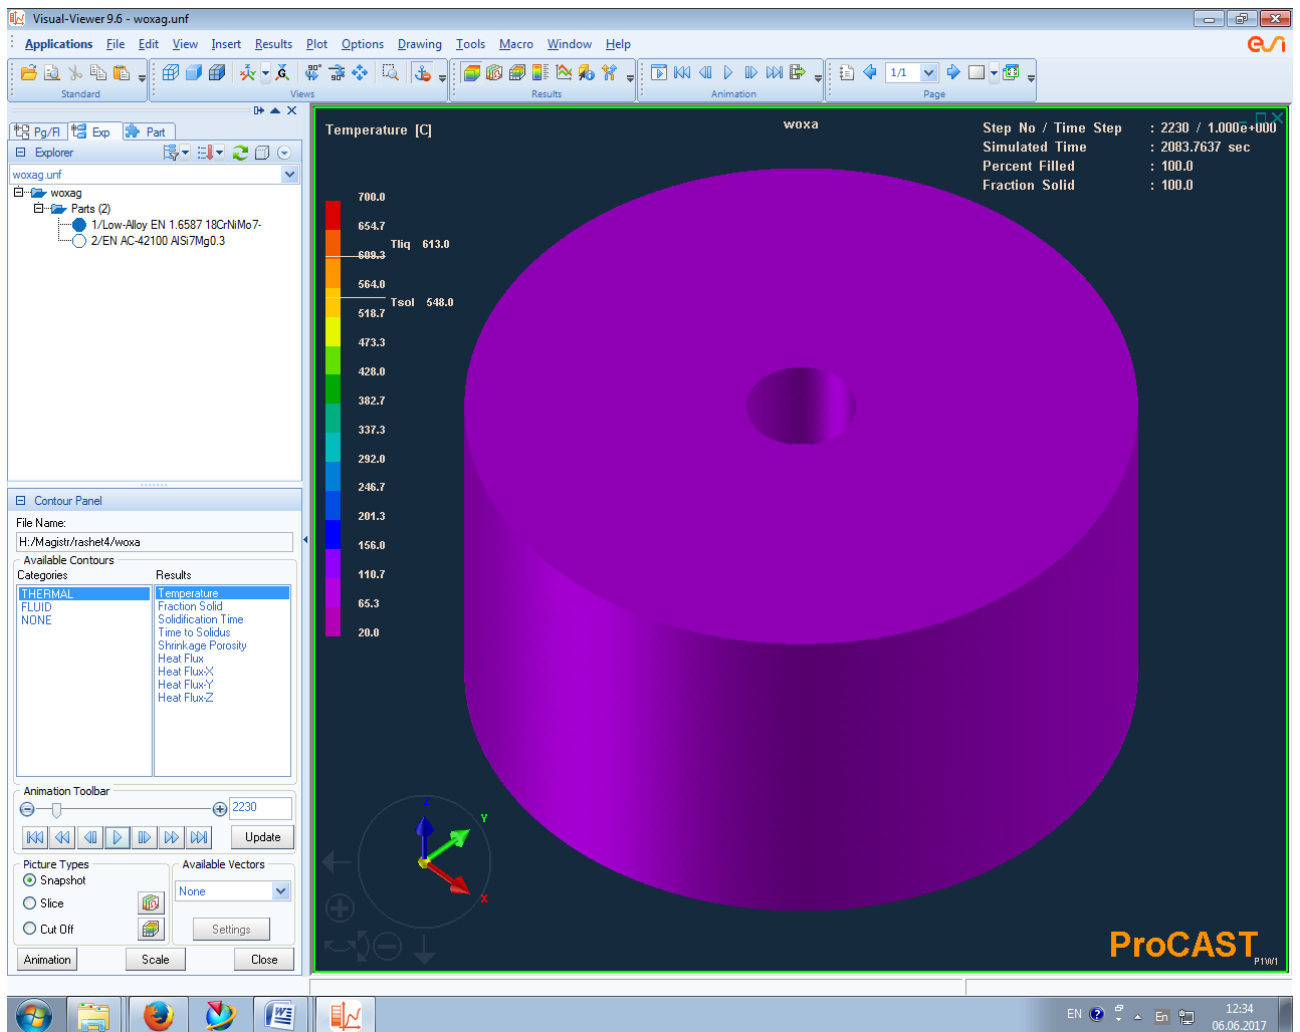 Visual-Viewer 9.6 - woxag.unf
Applications File Edit View Insert Results Plot Options Drawing Tools Macro Window Help
esi
90°
1/1
Standard Views Results Animation Page
Pg/Fl Exp Part
Explorer
woxag.unf
woxag
Parts (2)
1/Low-Alloy EN 1.6587 18CrNiMo7-
2/EN AC-42100 AlSi7Mg0.3
Contour Panel
File Name:
H:/Magistr/rashet4/woxa
Available Contours
Categories Results
THERMAL
FLUID
NONE
Temperature
Fraction Solid
Solidification Time
Time to Solidus
Shrinkage Porosity
Heat Flux
Heat Flux-X
Heat Flux-Y
Heat Flux-Z
Animation Toolbar
2230
Update
Picture Types
Snapshot
Slice
Cut Off
Available Vectors
None
Settings
Animation Scale Close
Temperature [C]
woxa
Step No / Time Step : 2230 / 1.000e+000
Simulated Time : 2083.7637 sec
Percent Filled : 100.0
Fraction Solid : 100.0
700.0
654.7
Tliq 613.0
609.3
564.0
Tsol 548.0
518.7
473.3
428.0
382.7
337.3
292.0
246.7
201.3
156.0
110.7
65.3
20.0
Z
Y
X
ProCAST
P1W1
EN
En
12:34
06.06.2017